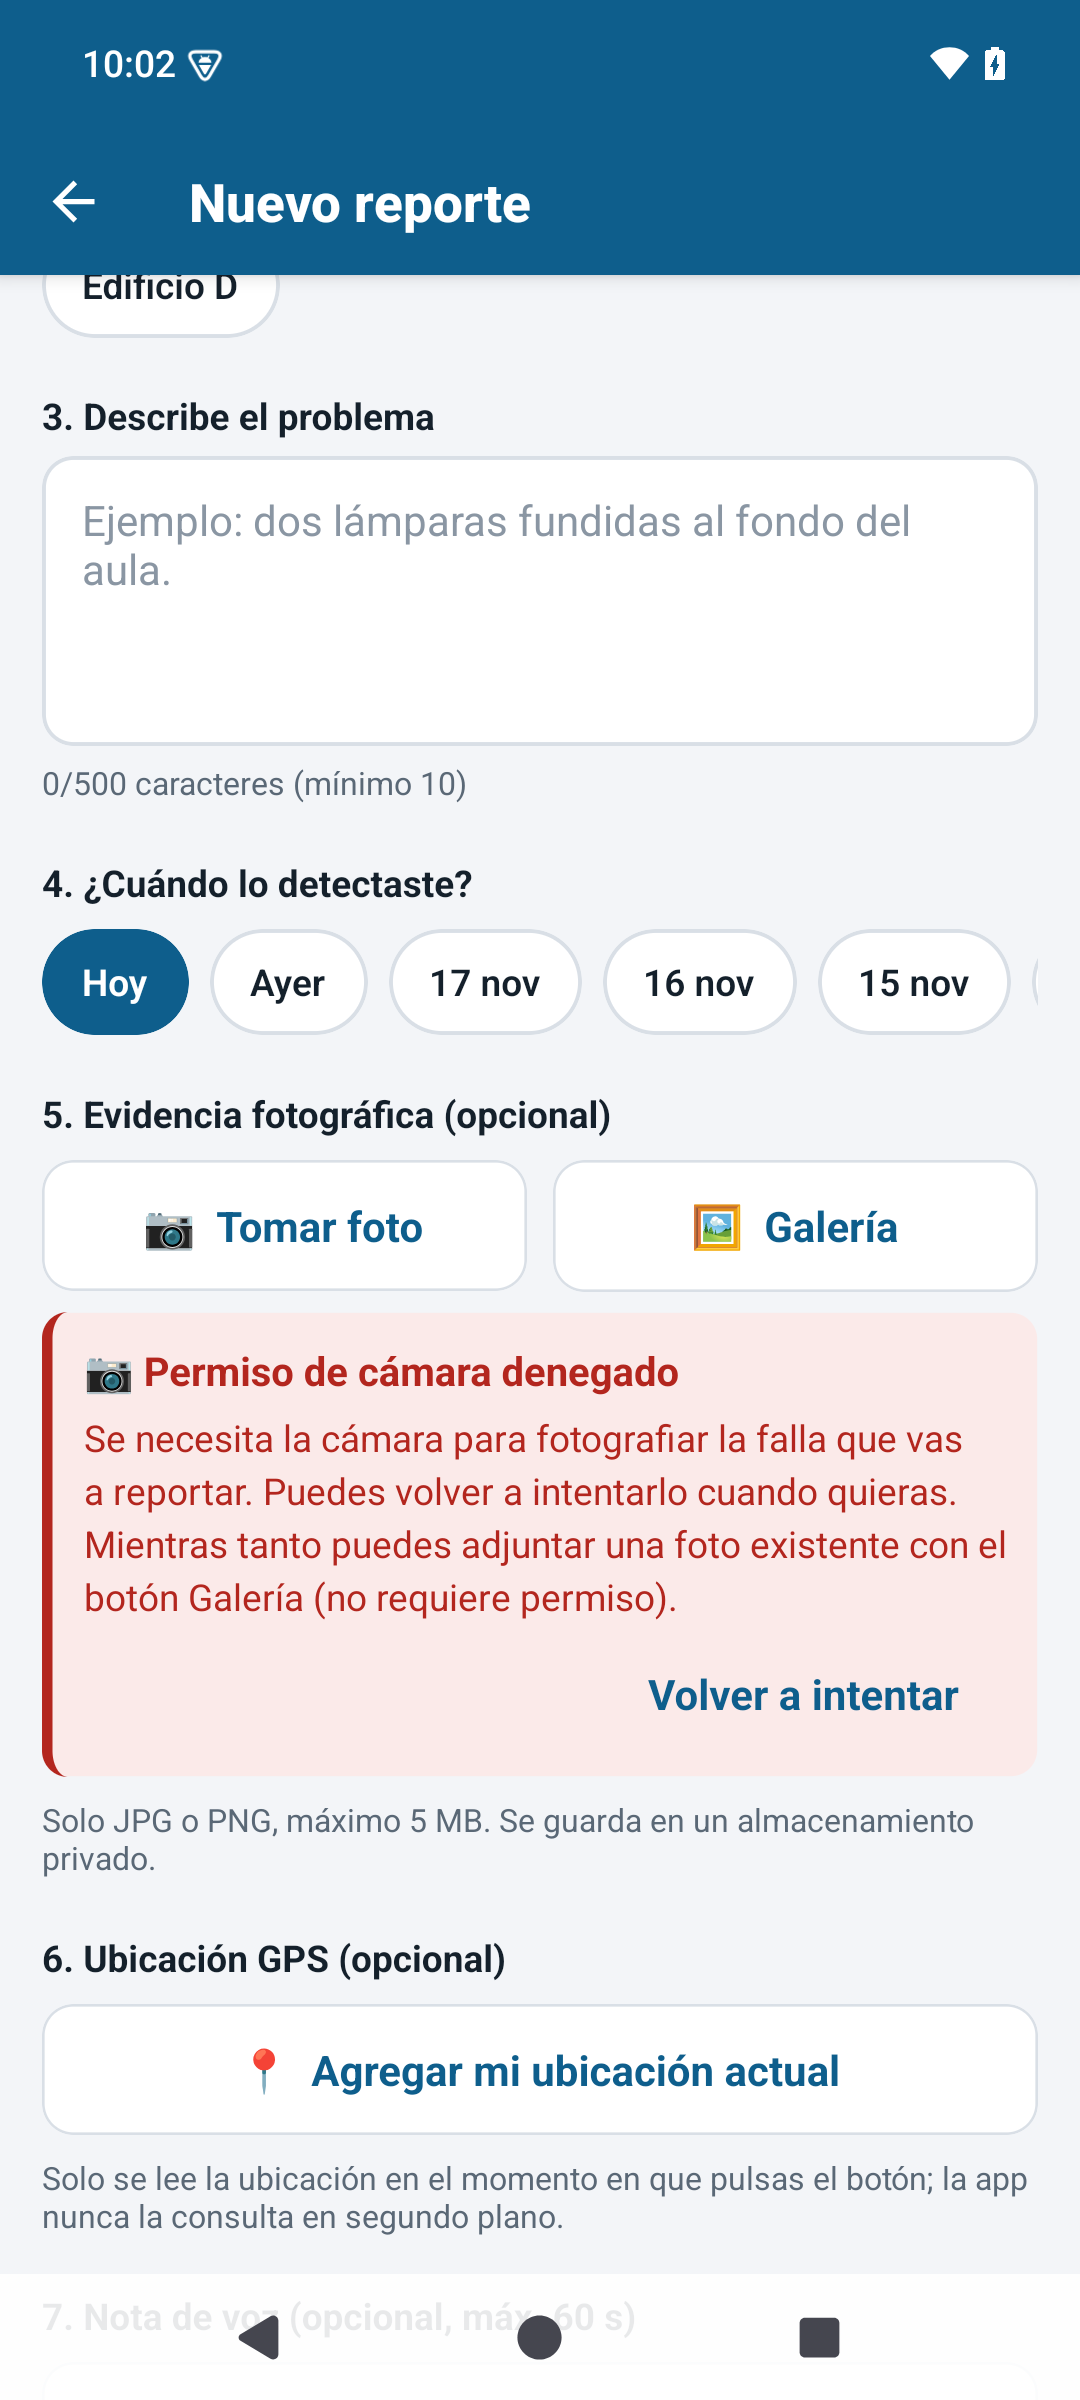 10:02
Nuevo reporte
Edificio D
3. Describe el problema
Ejemplo: dos lámparas fundidas al fondo del
aula.
0/500 caracteres (mínimo 10)
4. ¿Cuándo lo detectaste?
Hoy
Ayer
17 nov
16 nov
15 nov
5. Evidencia fotográfica (opcional)
Tomar foto
Galería
Permiso de cámara denegado
Se necesita la cámara para fotografiar la falla que vas
a reportar. Puedes volver a intentarlo cuando quieras.
Mientras tanto puedes adjuntar una foto existente con el
botón Galería (no requiere permiso).
Volver a intentar
Solo JPG o PNG, máximo 5 MB. Se guarda en un almacenamiento
privado.
6. Ubicación GPS (opcional)
Agregar mi ubicación actual
Solo se lee la ubicación en el momento en que pulsas el botón; la app
nunca la consulta en segundo plano.
7. Nota de voz (opcional, máx. 60 s)